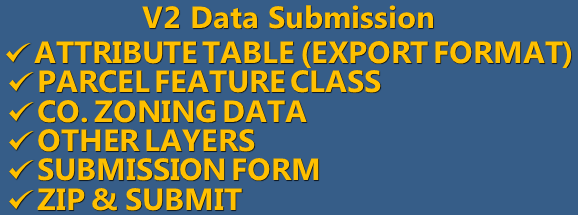 V2 Data Submission
✓ ATTRIBUTE TABLE (EXPORT FORMAT)
✓ PARCEL FEATURE CLASS
✓ CO. ZONING DATA
✓ OTHER LAYERS
✓ SUBMISSION FORM
✓ ZIP & SUBMIT